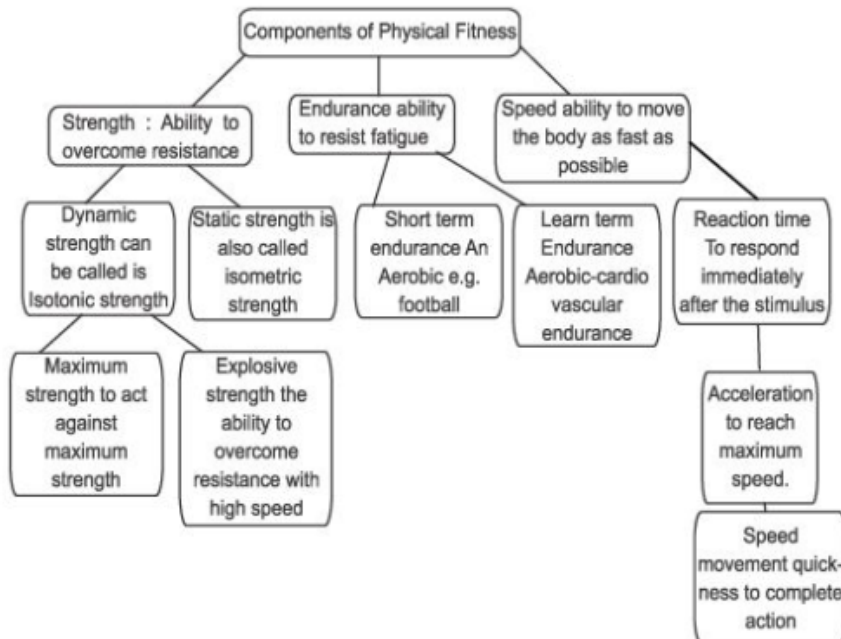 Components of Physical Fitness
Strength : Ability to
overcome resistance
Endurance ability
to resist fatigue
Speed ability to move
the body as fast as
possible
Dynamic
strength can
be called is
Isotonic strength
Static strength is
also called
isometric
strength
Short term
endurance An
Aerobic e.g.
football
Learn term
Endurance
Aerobic-cardio
vascular
endurance
Reaction time
To respond
immediately
after the stimulus
Maximum
strength to act
against
maximum
strength
Explosive
strength the
ability to
overcome
resistance with
high speed
Acceleration
to reach
maximum
speed.
Speed
movement quick-
ness to complete
action